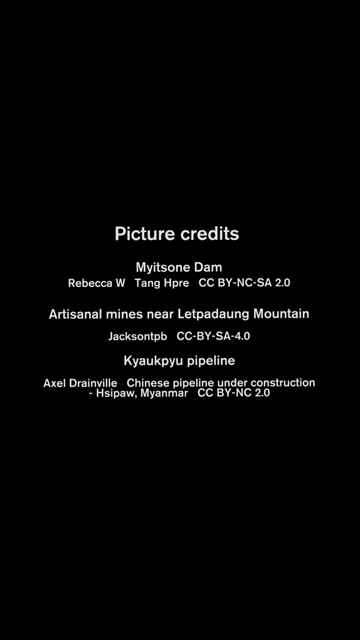 Picture credits
Myitsone Dam
Rebecca W Tang Hpre CC BY-NC-SA 2.0
Artisanal mines near Letpadaung Mountain
Jacksontpb CC-BY-SA-4.0
Kyaukpyu pipeline
Axel Drainville Chinese pipeline under construction
- Hsipaw, Myanmar CC BY-NC 2.0